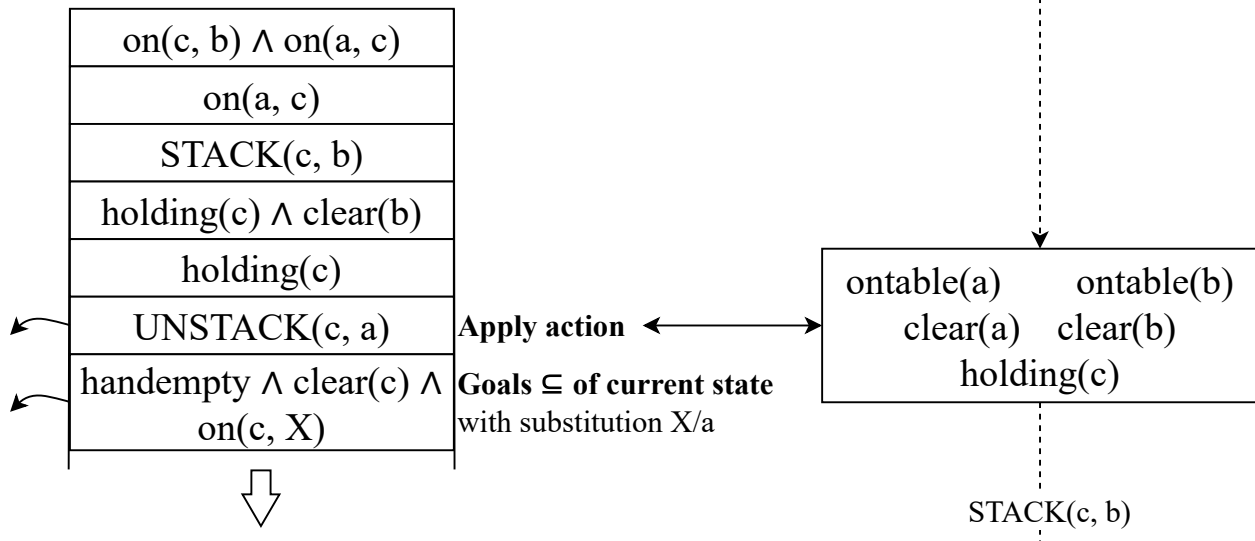 on(c, b) ∧ on(a, c)
on(a, c)
STACK(c, b)
holding(c) ∧ clear(b)
holding(c)
UNSTACK(c, a)
Apply action
handempty ∧ clear(c) ∧
on(c, X)
Goals ⊆ of current state
with substitution X/a
ontable(a) ontable(b)
clear(a) clear(b)
holding(c)
STACK(c, b)